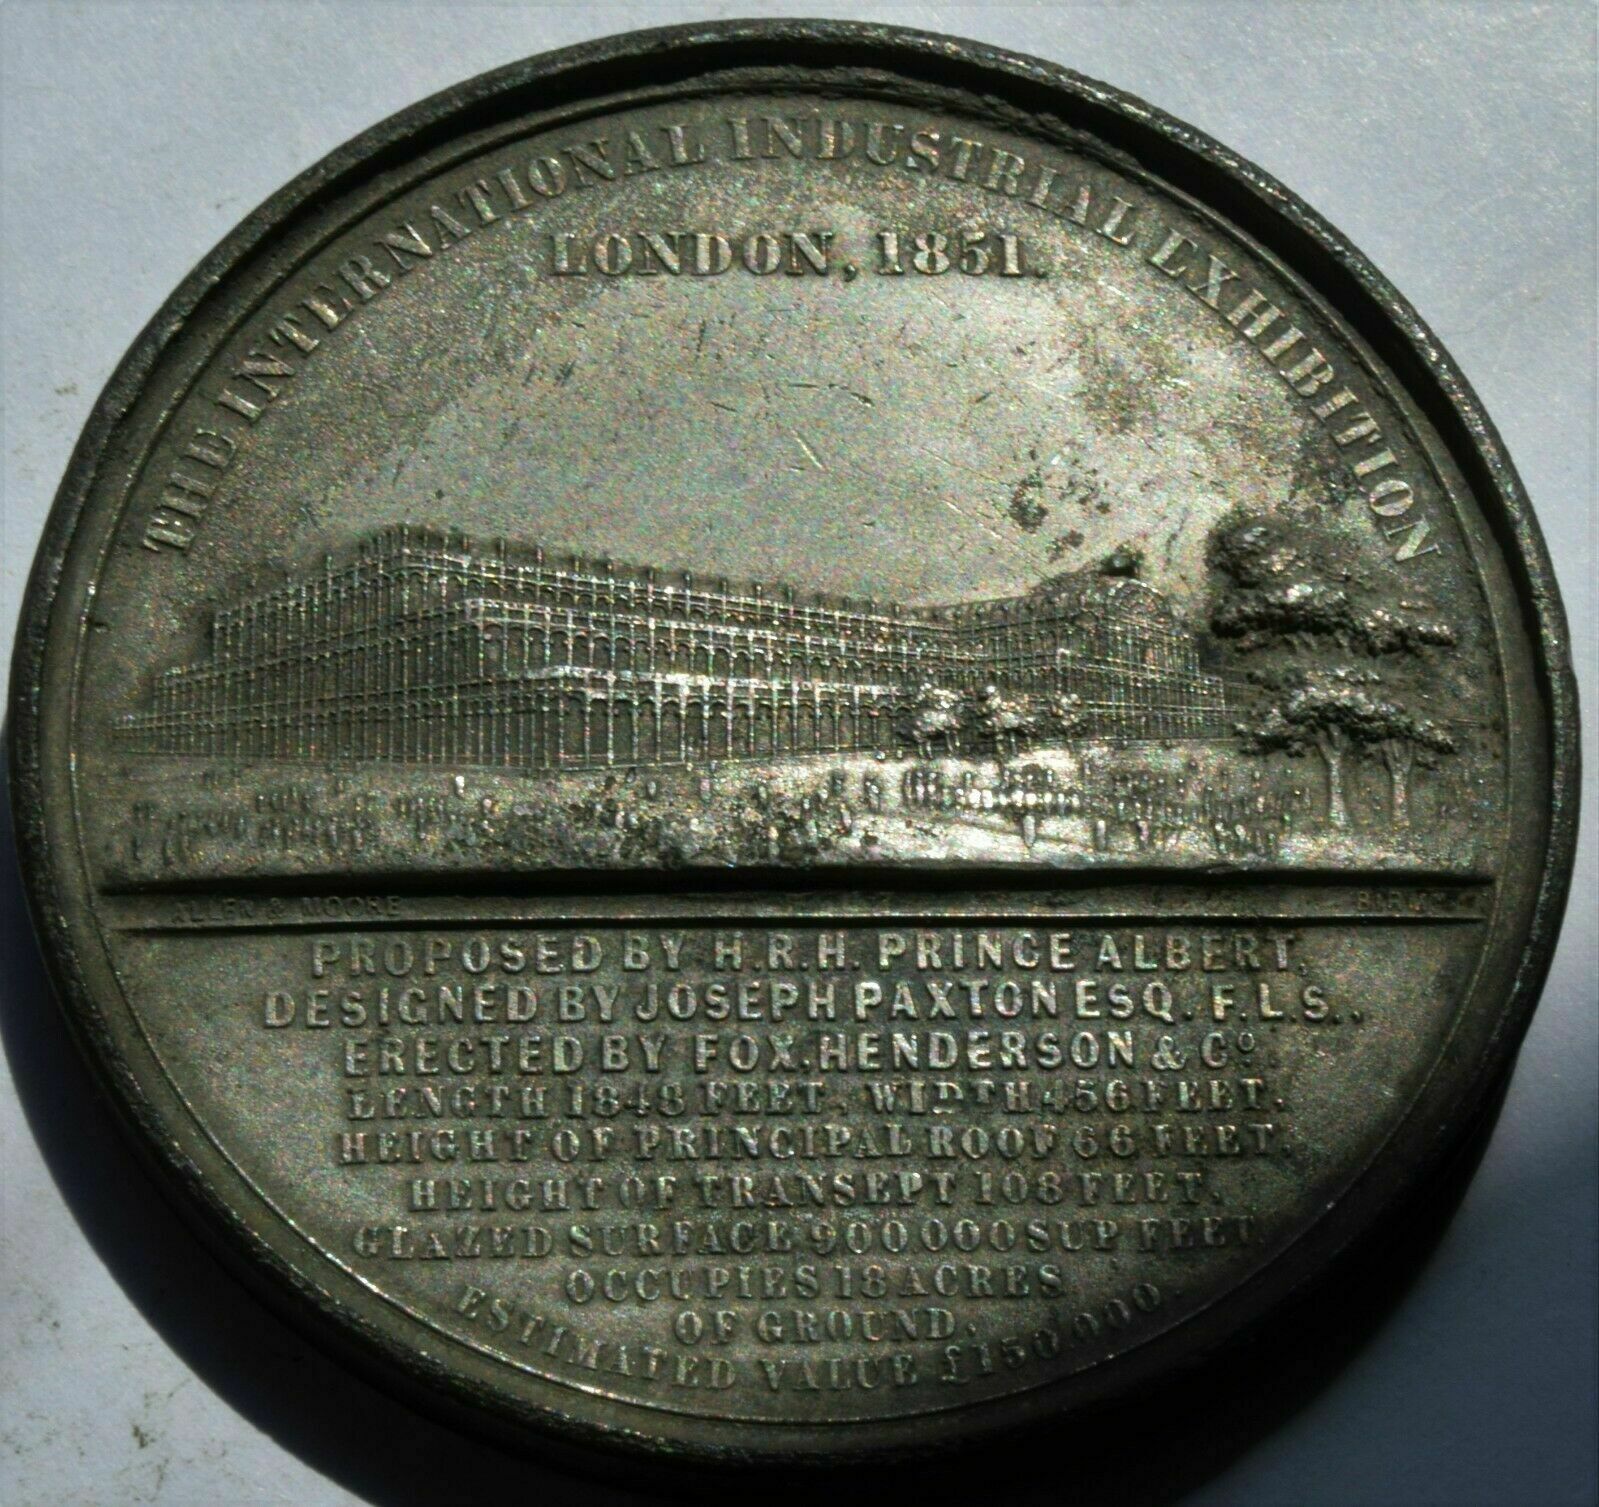 THE INTERNATIONAL INDUSTRIAL EXHIBITION
LONDON, 1851.
ALLEN & MOORE
BIRM
PROPOSED BY H.R.H. PRINCE ALBERT,
DESIGNED BY JOSEPH PAXTON ESQ. F.L.S.,
ERECTED BY FOX, HENDERSON & Cº.
LENGTH 1848 FEET, WIDTH 456 FEET.
HEIGHT OF PRINCIPAL ROOF 66 FEET.
HEIGHT OF TRANSEPT 108 FEET.
GLAZED SURFACE 900,000 SUP FEET.
OCCUPIES 18 ACRES
OF GROUND.
ESTIMATED VALUE £150,000.